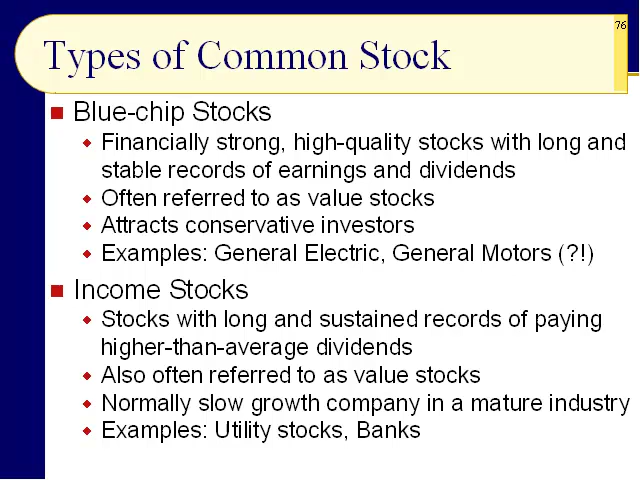 76
Types of Common Stock
Blue-chip Stocks
Financially strong, high-quality stocks with long and
stable records of earnings and dividends
Often referred to as value stocks
Attracts conservative investors
Examples: General Electric, General Motors (?!)
Income Stocks
Stocks with long and sustained records of paying
higher-than-average dividends
Also often referred to as value stocks
Normally slow growth company in a mature industry
Examples: Utility stocks, Banks